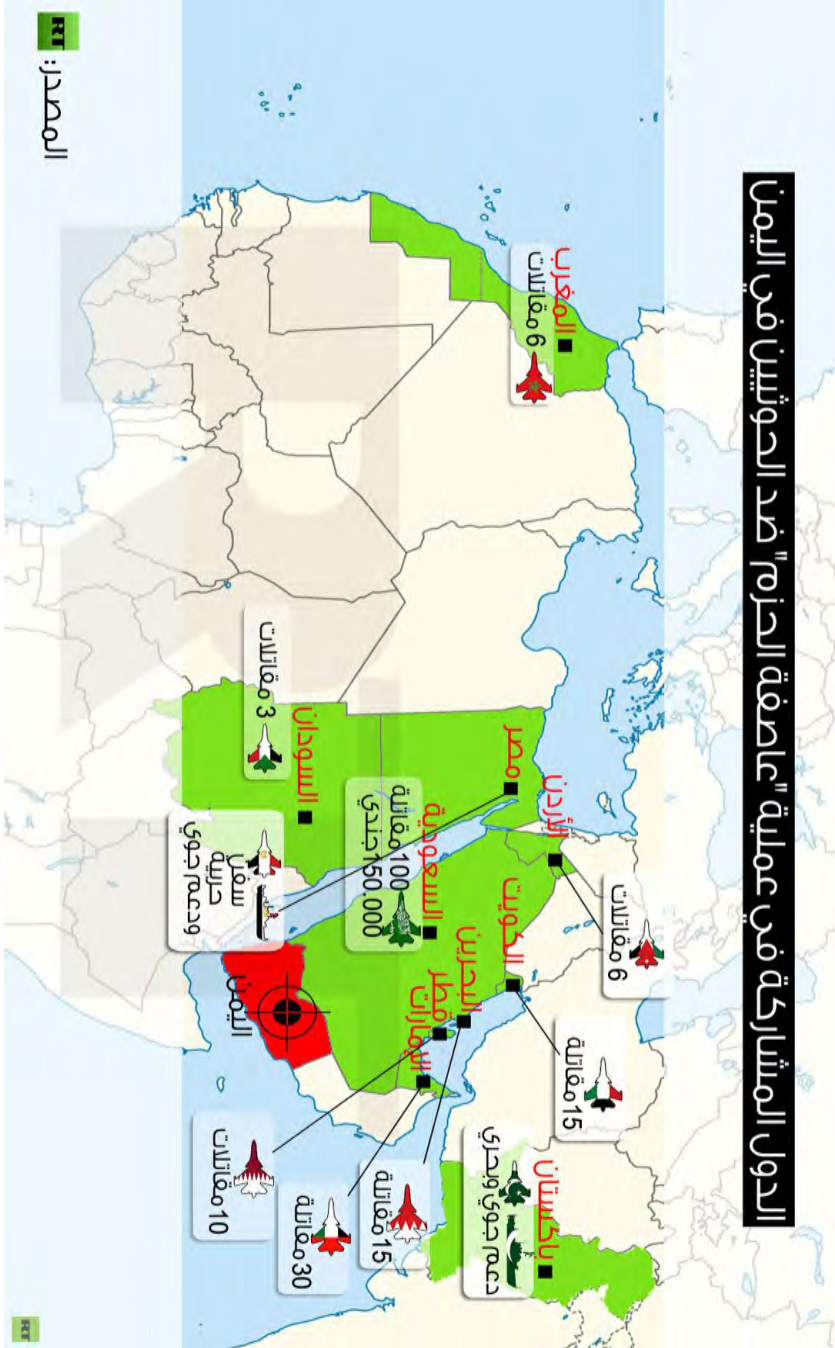 الدول المشاركة في عملية "عاصفة الحزم" ضد الحوثيين في اليمن
المغرب
6 مقاتلات
مصر
سفن
حربية
ودعم جوي
السودان
3 مقاتلات
الأردن
6 مقاتلات
السعودية
100 مقاتلة
150.000 جندي
الكويت
15 مقاتلة
البحرين
15 مقاتلة
قطر
10 مقاتلات
الإمارات
30 مقاتلة
باكستان
دعم جوي وبحري
اليمن
المصدر: RT
RT